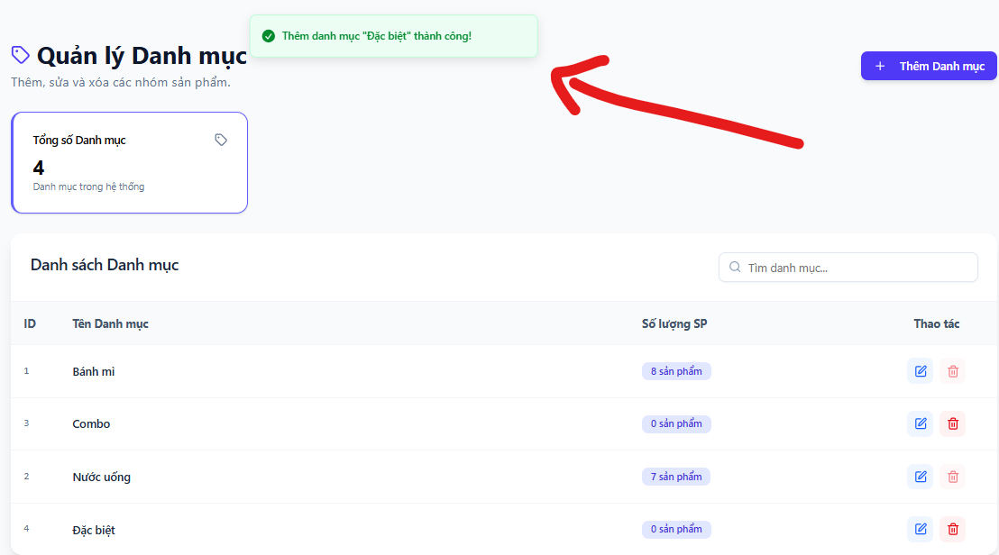 Thêm danh mục "Đặc biệt" thành công!
Quản lý Danh mục
Thêm, sửa và xóa các nhóm sản phẩm.
+ Thêm Danh mục
Tổng số Danh mục
4
Danh mục trong hệ thống
Danh sách Danh mục
Tìm danh mục...
ID Tên Danh mục Số lượng SP Thao tác
1 Bánh mì 8 sản phẩm
3 Combo 0 sản phẩm
2 Nước uống 7 sản phẩm
4 Đặc biệt 0 sản phẩm